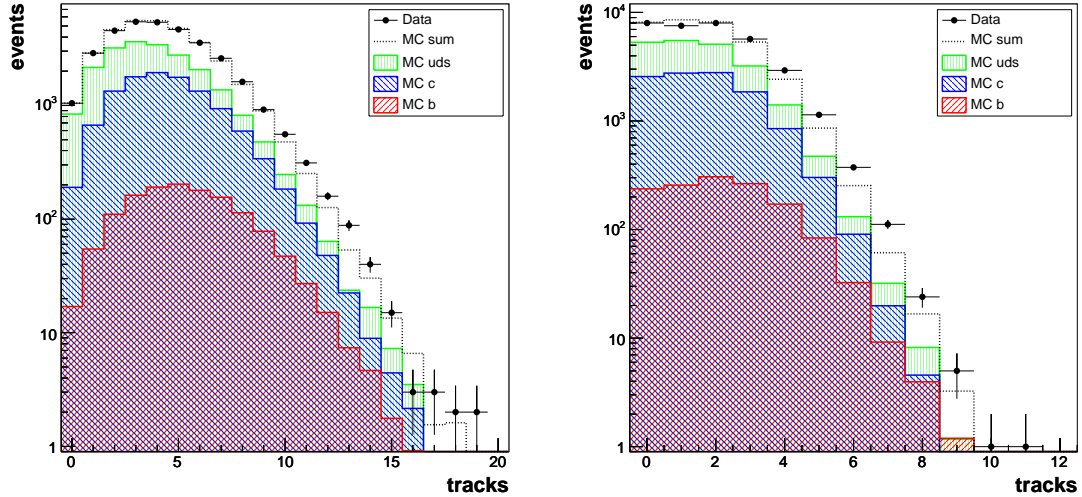 events
10³
10²
10
1
0 5 10 15 20
tracks
Data
MC sum
MC uds
MC c
MC b
events
10⁴
10³
10²
10
1
0 2 4 6 8 10 12
tracks
Data
MC sum
MC uds
MC c
MC b